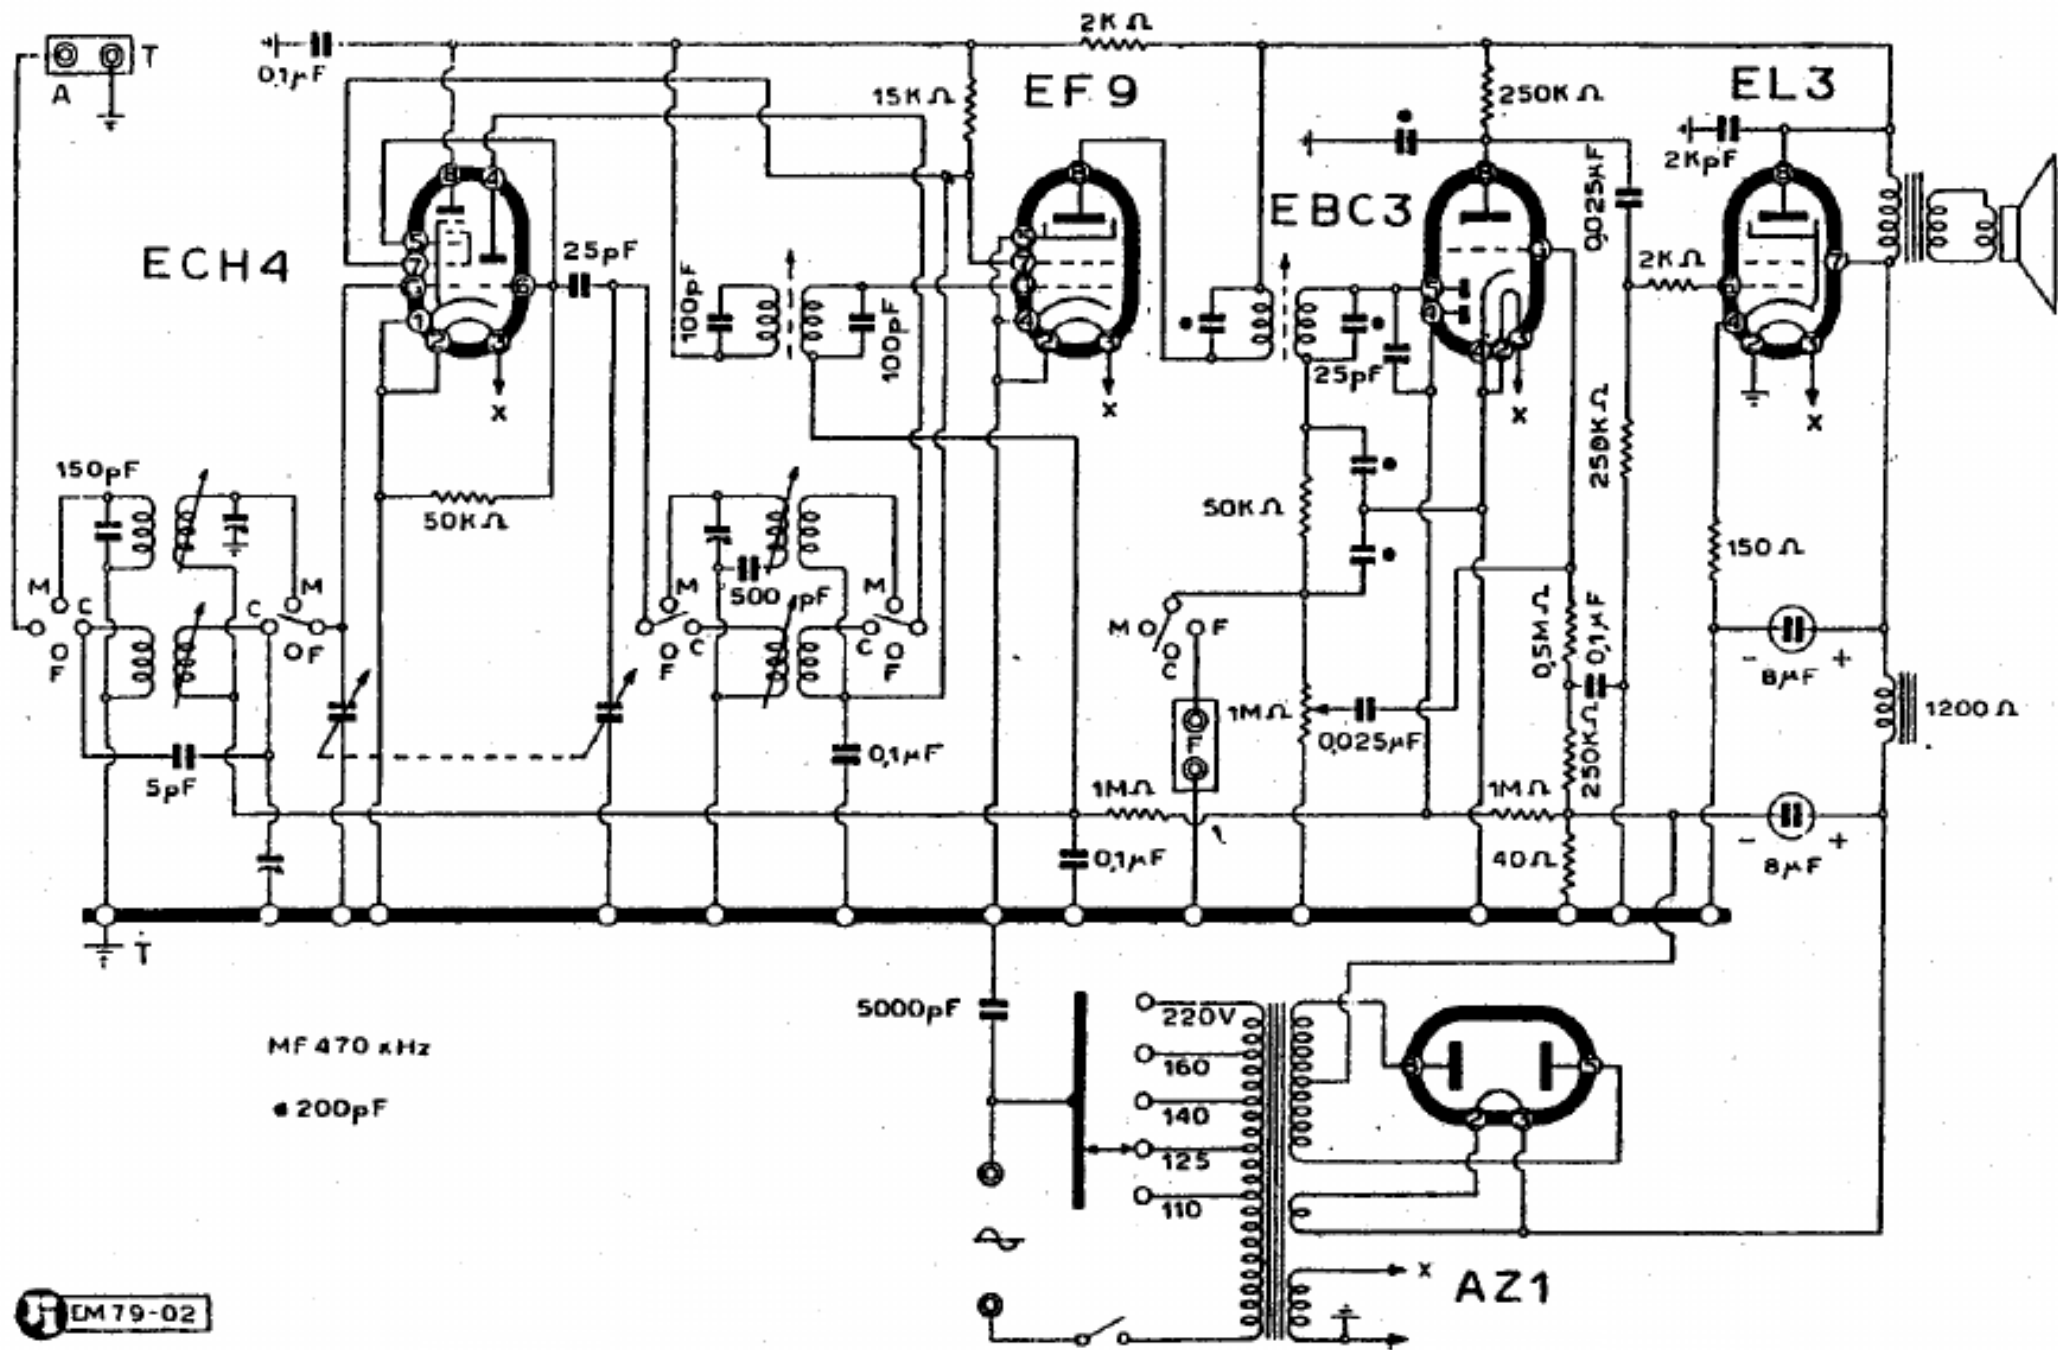 A
T
0,1µF
2KΩ
15KΩ
EF9
250KΩ
EL3
2KpF
0,025µF
EBC3
ECH4
25pF
100pF
100pF
2KΩ
25pF
X
X
X
X
150pF
50KΩ
50KΩ
250KΩ
150Ω
M
C
F
C
M
F
500pF
M
C
F
M
C
F
M
F
C
0,5MΩ
0,1µF
- 8µF +
1200Ω
5pF
0,1µF
F
1MΩ
0,025µF
250KΩ
1MΩ
1MΩ
0,1µF
40Ω
- 8µF +
T
5000pF
220V
160
140
125
110
MF 470 KHz
• 200pF
X
AZ1
EM79-02